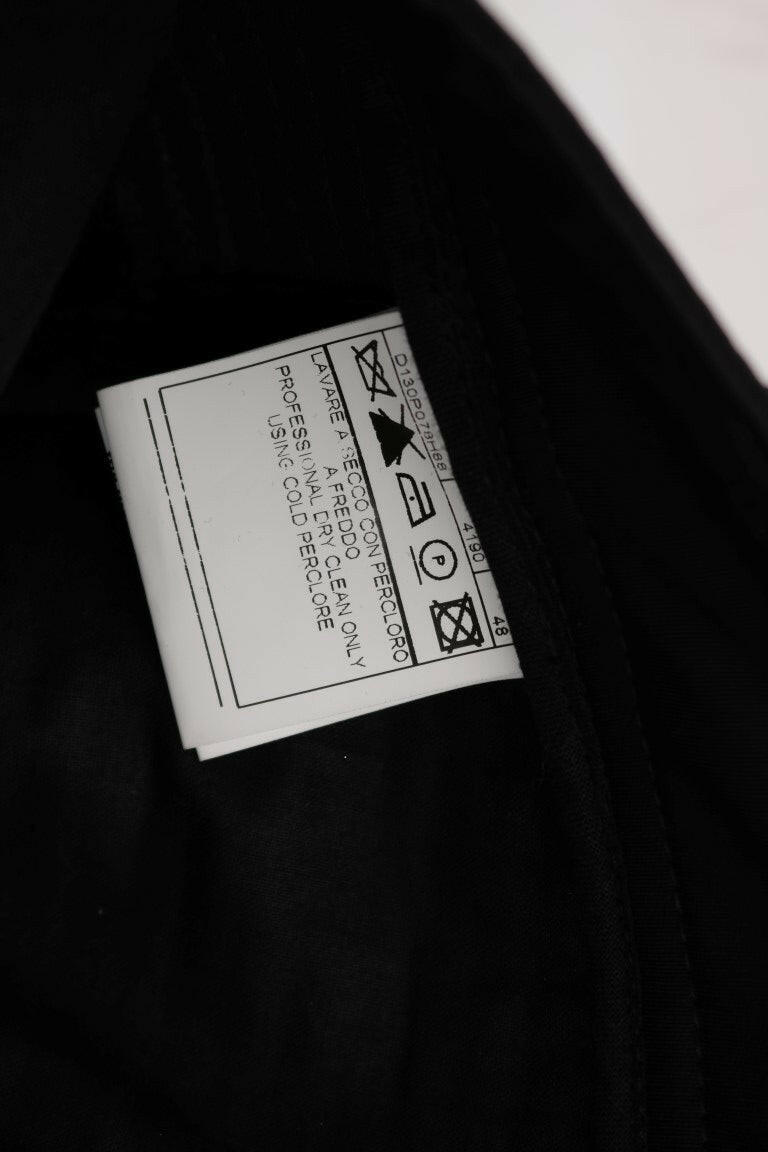 D130P078H88 4190 48
P
LAVARE A SECCO CON PERCLORO
A FREDDO
PROFESSIONAL DRY CLEAN ONLY
USING COLD PERCLORE